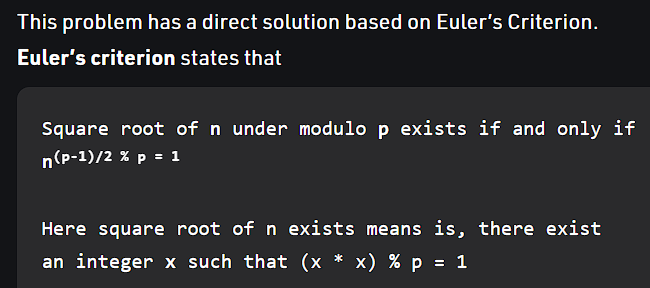 This problem has a direct solution based on Euler's Criterion.
Euler's criterion states that
Square root of n under modulo p exists if and only if
n(p-1)/2 % p = 1
Here square root of n exists means is, there exist
an integer x such that (x * x) % p = 1